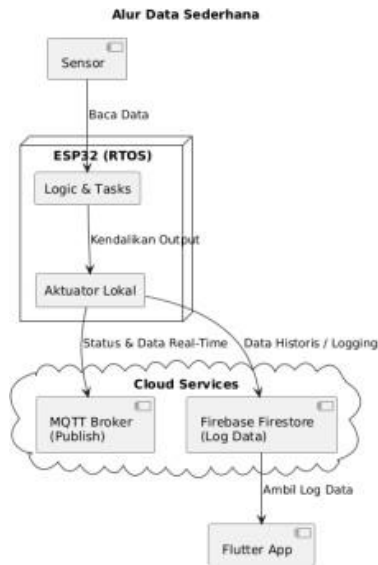 Alur Data Sederhana
Sensor
Baca Data
ESP32 (RTOS)
Logic & Tasks
Kendalikan Output
Aktuator Lokal
Status & Data Real-Time
Data Historis / Logging
Cloud Services
MQTT Broker
(Publish)
Firebase Firestore
(Log Data)
Ambil Log Data
Flutter App